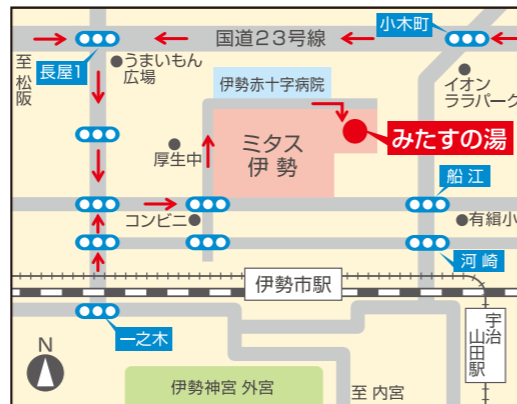 国道23号線
小木町
至 松阪
長屋1
うまいもん
広場
伊勢赤十字病院
イオン
ララパーク
厚生中
ミタス
伊勢
みたすの湯
船江
コンビニ
有緝小
河崎
伊勢市駅
一之木
宇治
山田駅
N
伊勢神宮 外宮
至 内宮